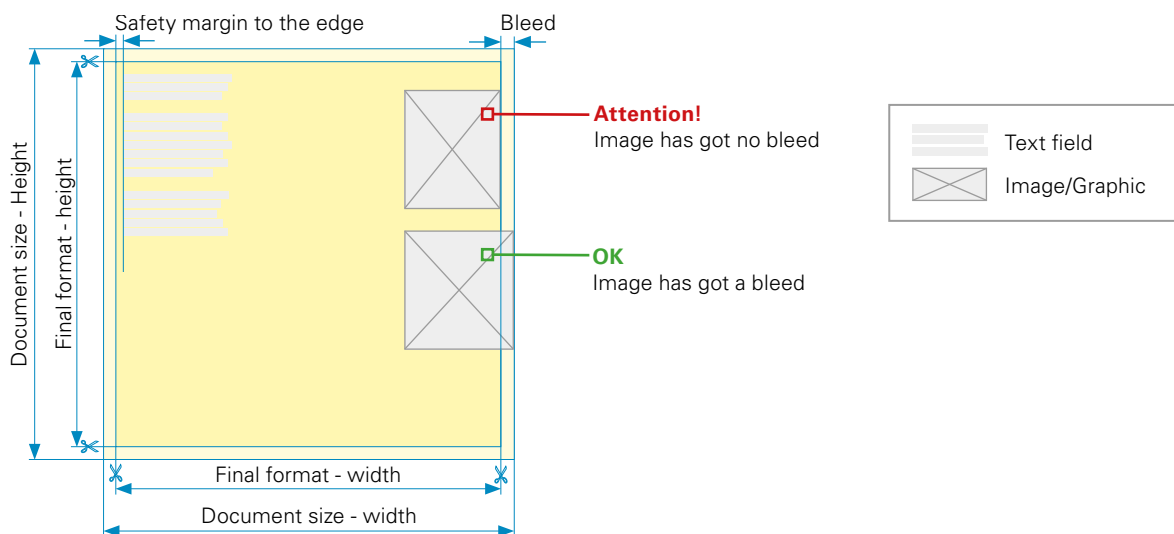 Safety margin to the edge
Bleed
Attention!
Image has got no bleed
Text field
Image/Graphic
Document size - Height
Final format - height
OK
Image has got a bleed
Final format - width
Document size - width